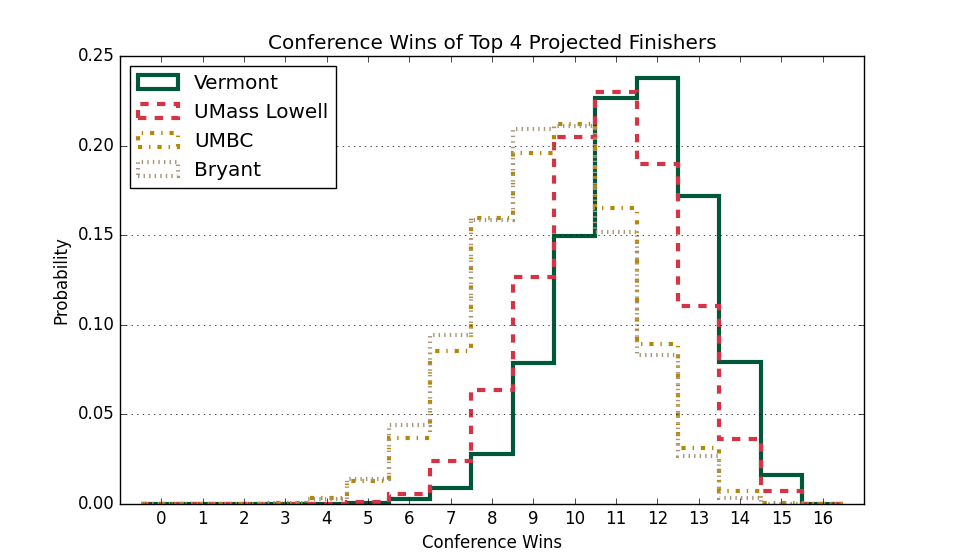 Conference Wins of Top 4 Projected Finishers
Vermont
UMass Lowell
UMBC
Bryant
Probability
0.25
0.20
0.15
0.10
0.05
0.00
0 1 2 3 4 5 6 7 8 9 10 11 12 13 14 15 16
Conference Wins